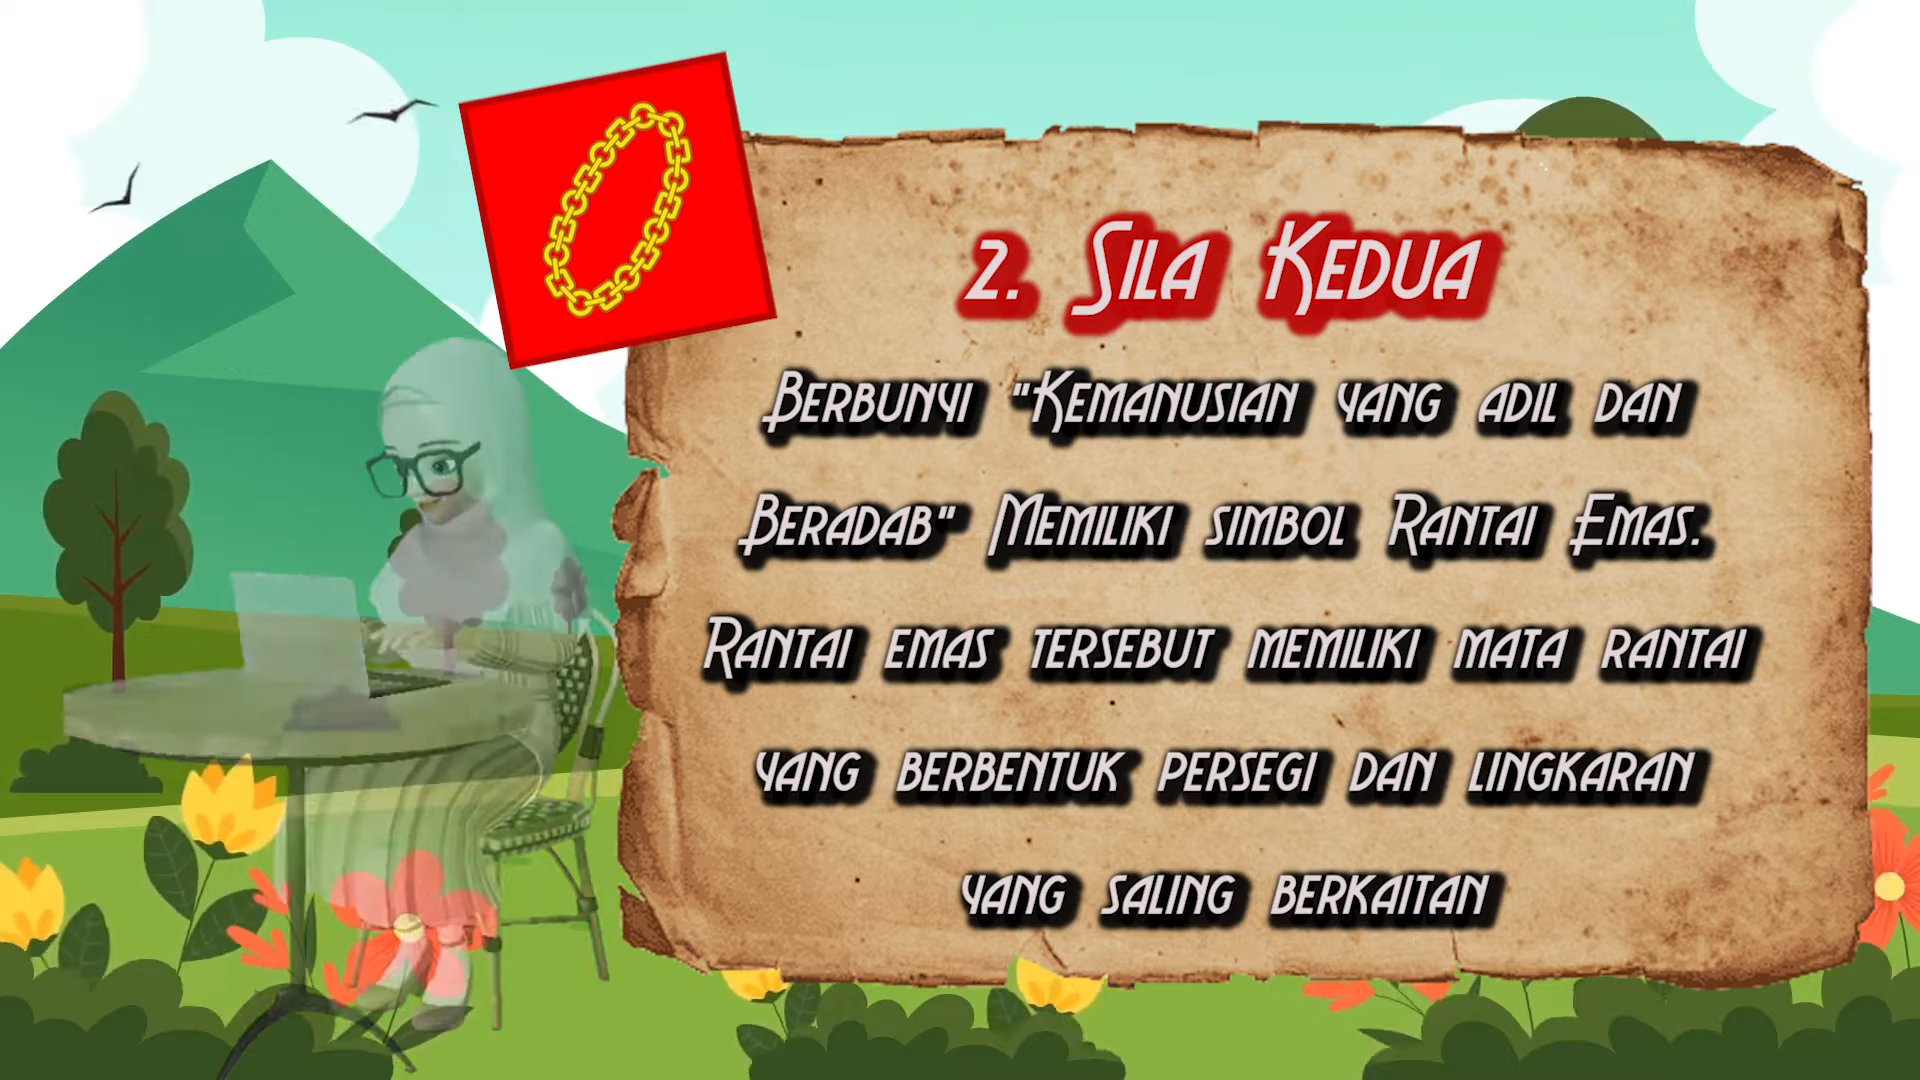 2. Sila Kedua
Berbunyi "Kemanusian yang adil dan
Beradab" Memiliki simbol Rantai Emas.
Rantai emas tersebut memiliki mata rantai
yang berbentuk persegi dan lingkaran
yang saling berkaitan